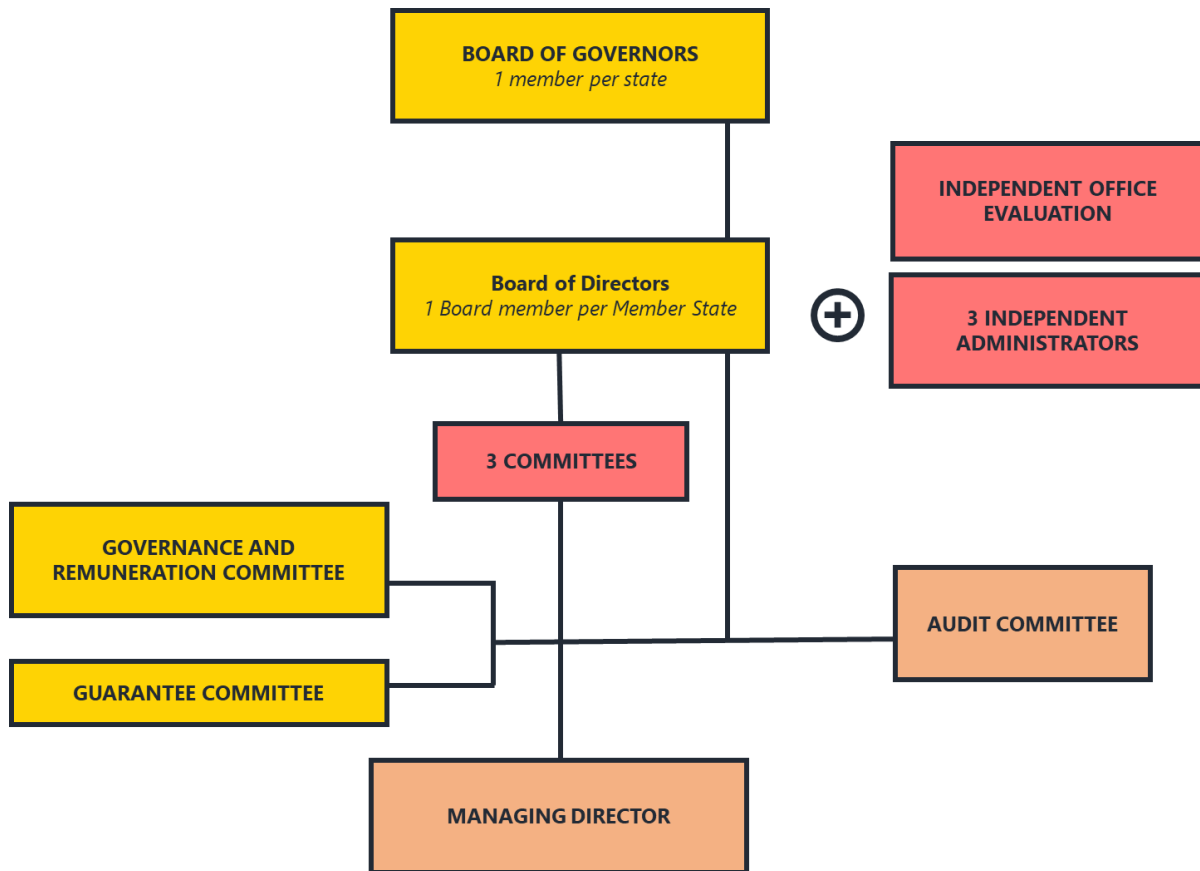 BOARD OF GOVERNORS
1 member per state
INDEPENDENT OFFICE
EVALUATION
Board of Directors
1 Board member per Member State
3 INDEPENDENT
ADMINISTRATORS
3 COMMITTEES
GOVERNANCE AND
REMUNERATION COMMITTEE
AUDIT COMMITTEE
GUARANTEE COMMITTEE
MANAGING DIRECTOR